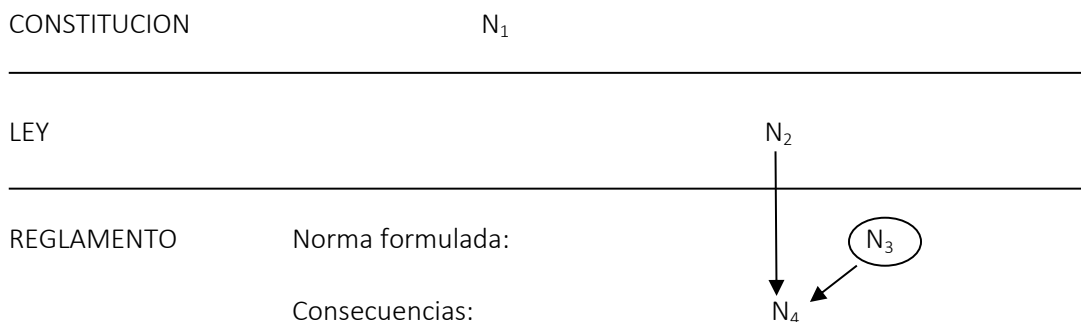 CONSTITUCION N₁
LEY N₂
REGLAMENTO Norma formulada: N₃
Consecuencias: N₄